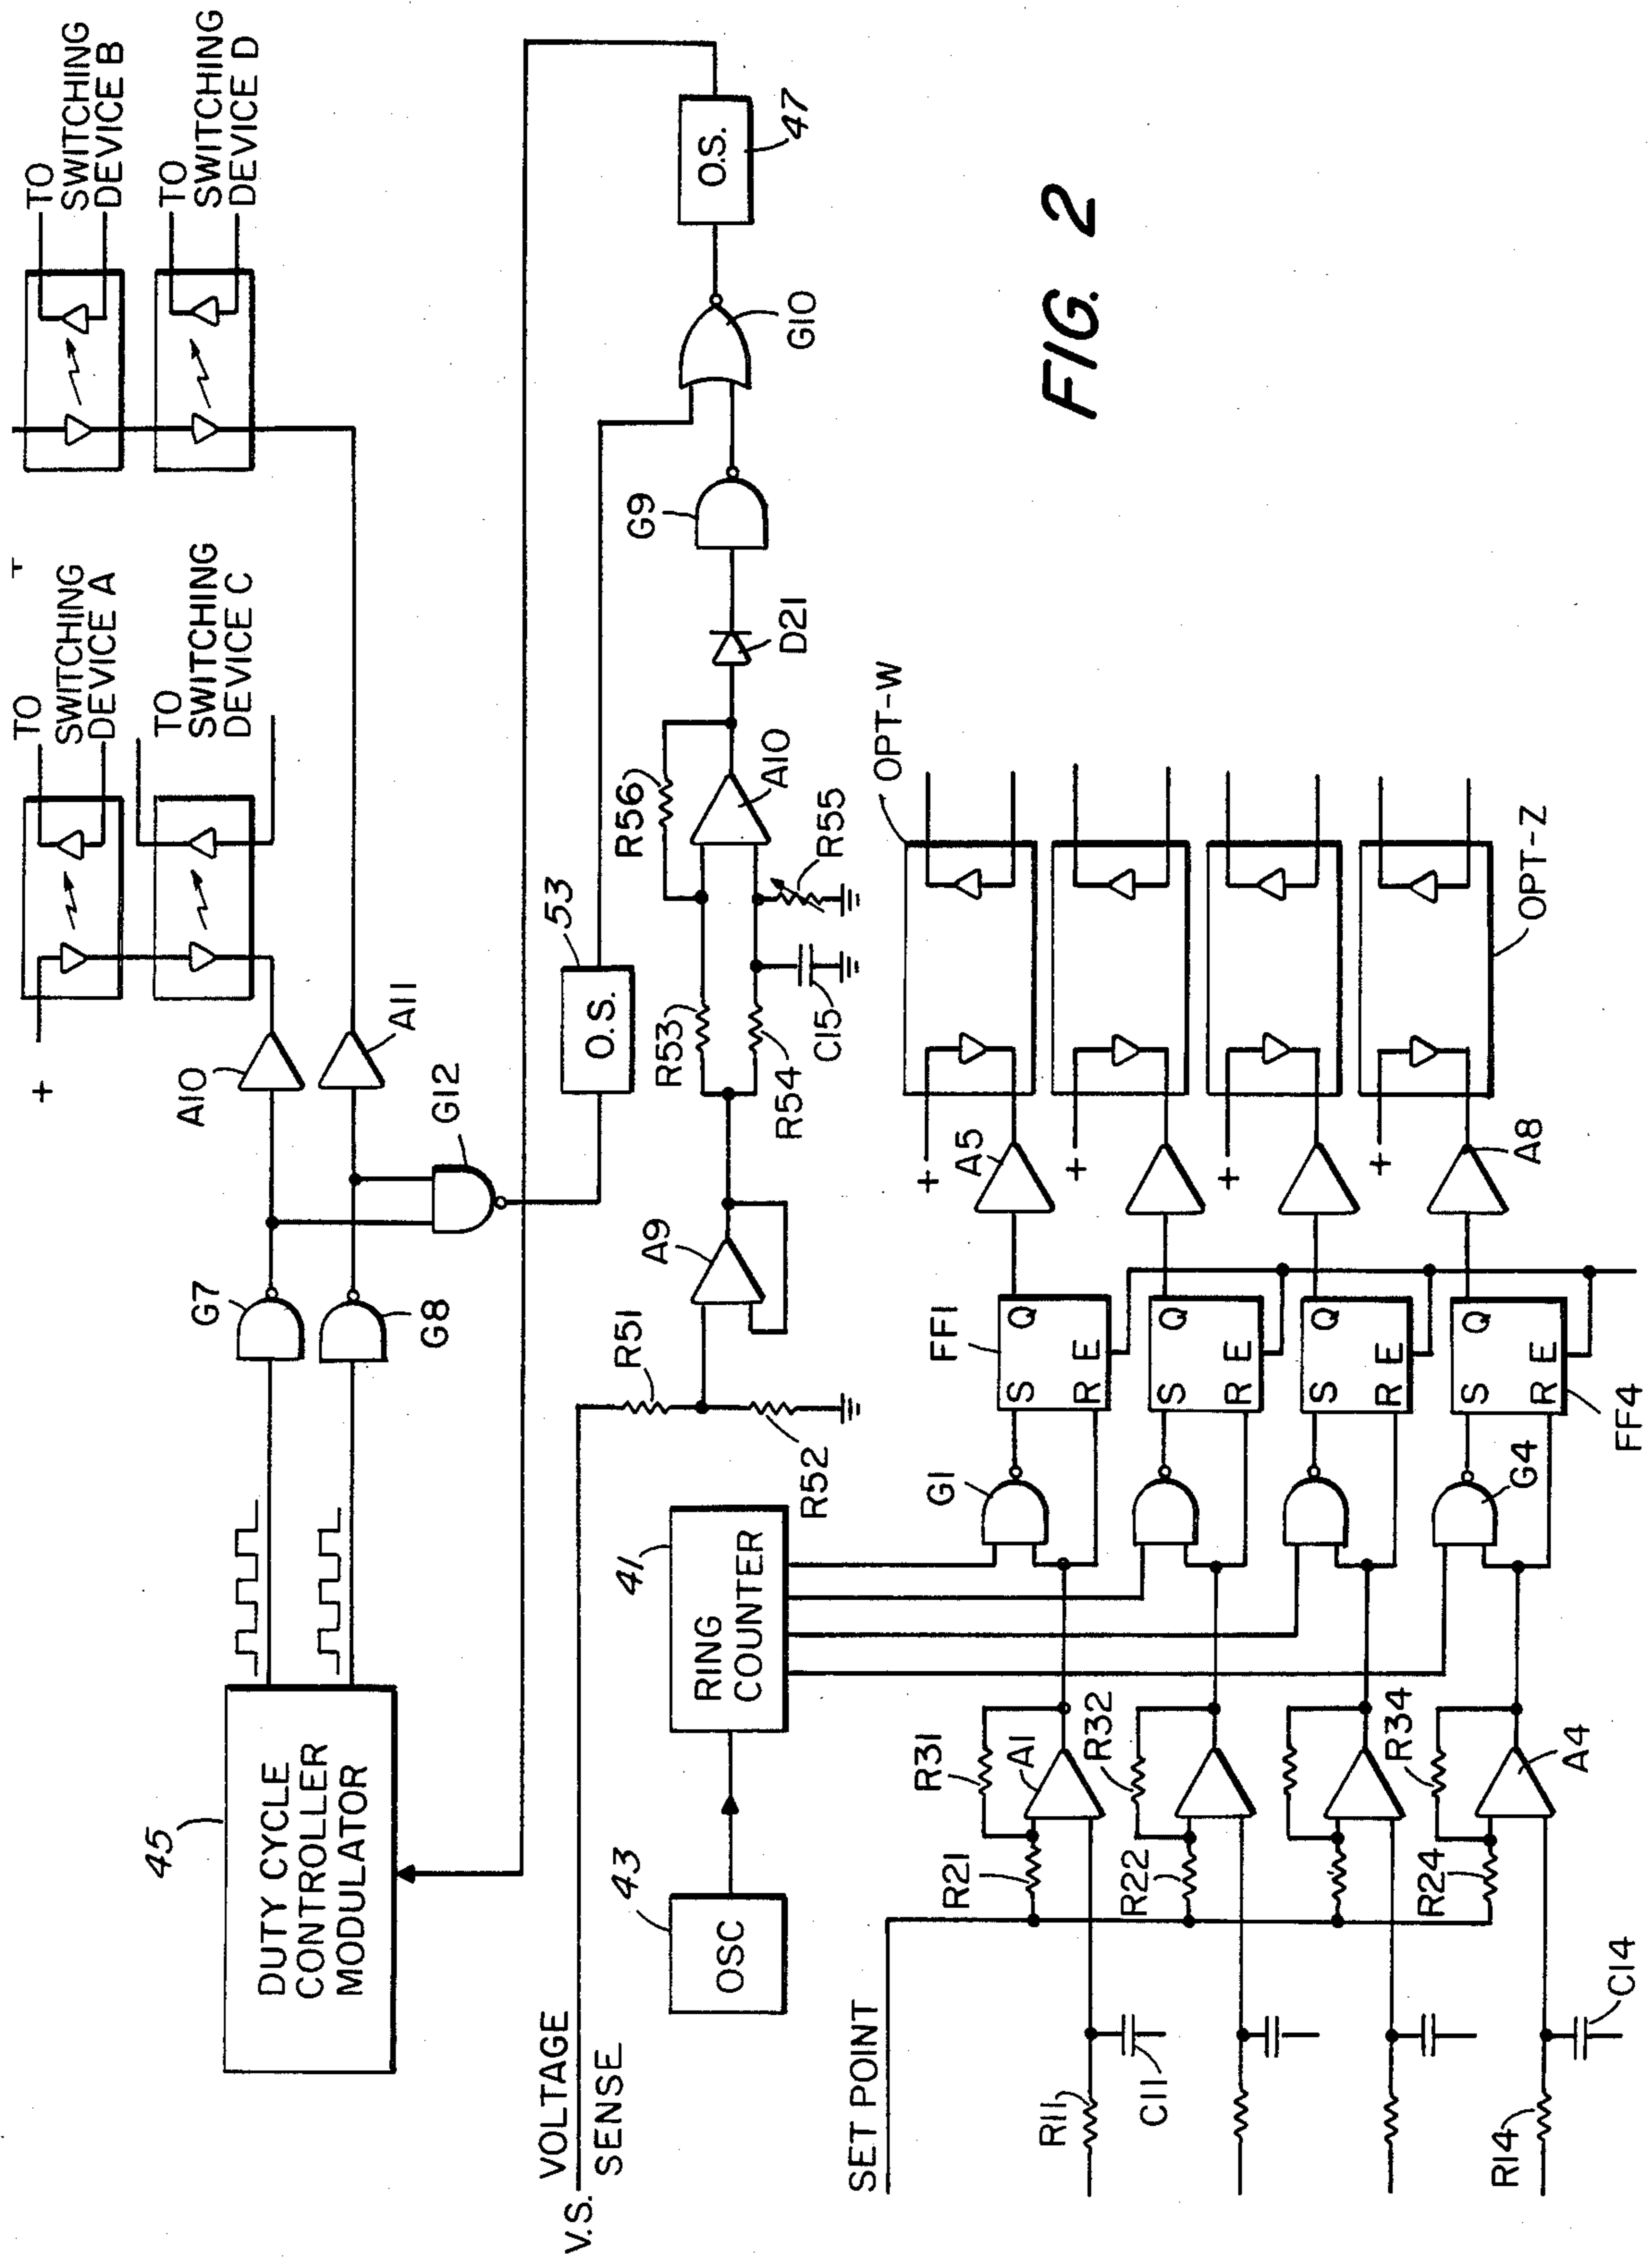 45
DUTY CYCLE
CONTROLLER
MODULATOR
G7
G8
A10
A11
G12
+
TO
SWITCHING
DEVICE A
TO
SWITCHING
DEVICE C
TO
SWITCHING
DEVICE B
TO
SWITCHING
DEVICE D
V.S.
VOLTAGE
SENSE
R51
R52
A9
53
O.S.
R53
R54
C15
R55
R56
A10
D21
G9
G10
O.S.
47
43
OSC
41
RING
COUNTER
SET POINT
R11
C11
R21
R31
A1
G1
FF1
S
Q
R
E
A5
+
OPT-W
R22
R32
S
Q
R
E
+
S
Q
R
E
+
R14
C14
R24
R34
A4
G4
FF4
S
Q
R
E
A8
+
OPT-Z
FIG. 2